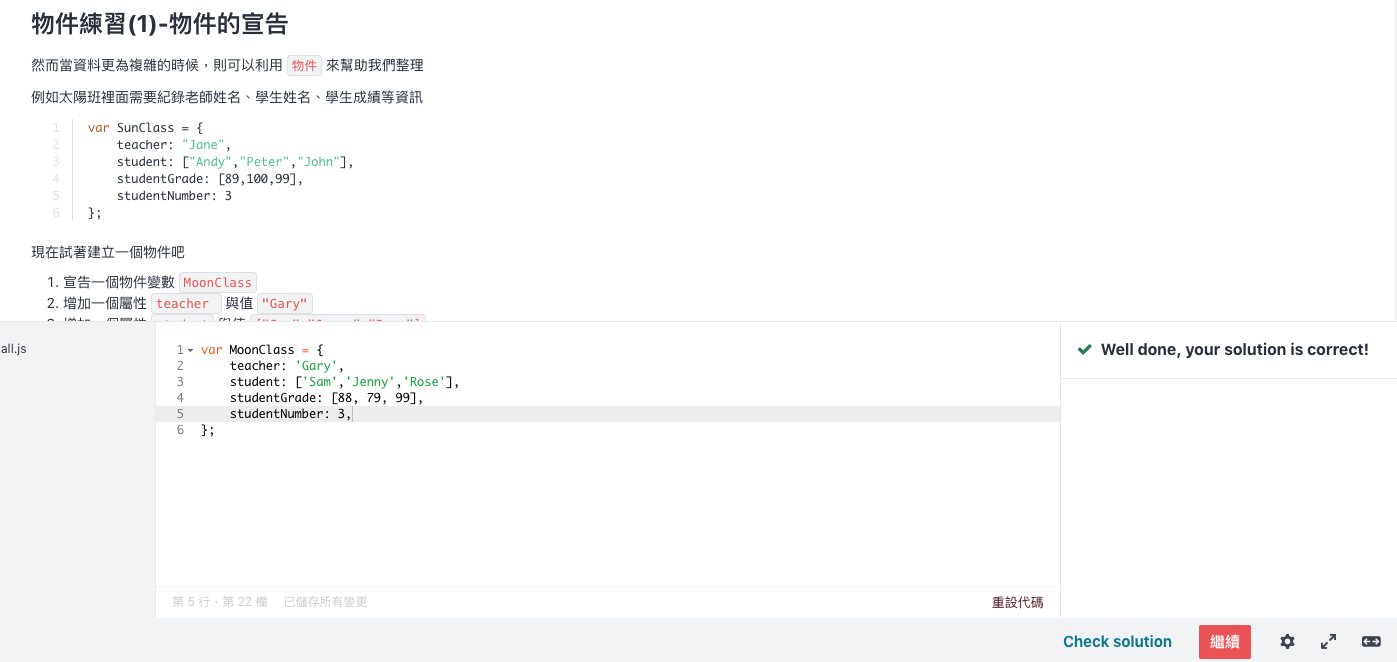 物件練習(1)-物件的宣告
然而當資料更為複雜的時候，則可以利用 物件 來幫助我們整理
例如太陽班裡面需要紀錄老師姓名、學生姓名、學生成績等資訊
1 var SunClass = {
2 teacher: "Jane",
3 student: ["Andy","Peter","John"],
4 studentGrade: [89,100,99],
5 studentNumber: 3
6 };
現在試著建立一個物件吧
1. 宣告一個物件變數 MoonClass
2. 增加一個屬性 teacher 與值 "Gary"
all.js
1 var MoonClass = {
2 teacher: 'Gary',
3 student: ['Sam','Jenny','Rose'],
4 studentGrade: [88, 79, 99],
5 studentNumber: 3,
6 };
Well done, your solution is correct!
第 5 行，第 22 欄 已儲存所有變更
重設代碼
Check solution
繼續